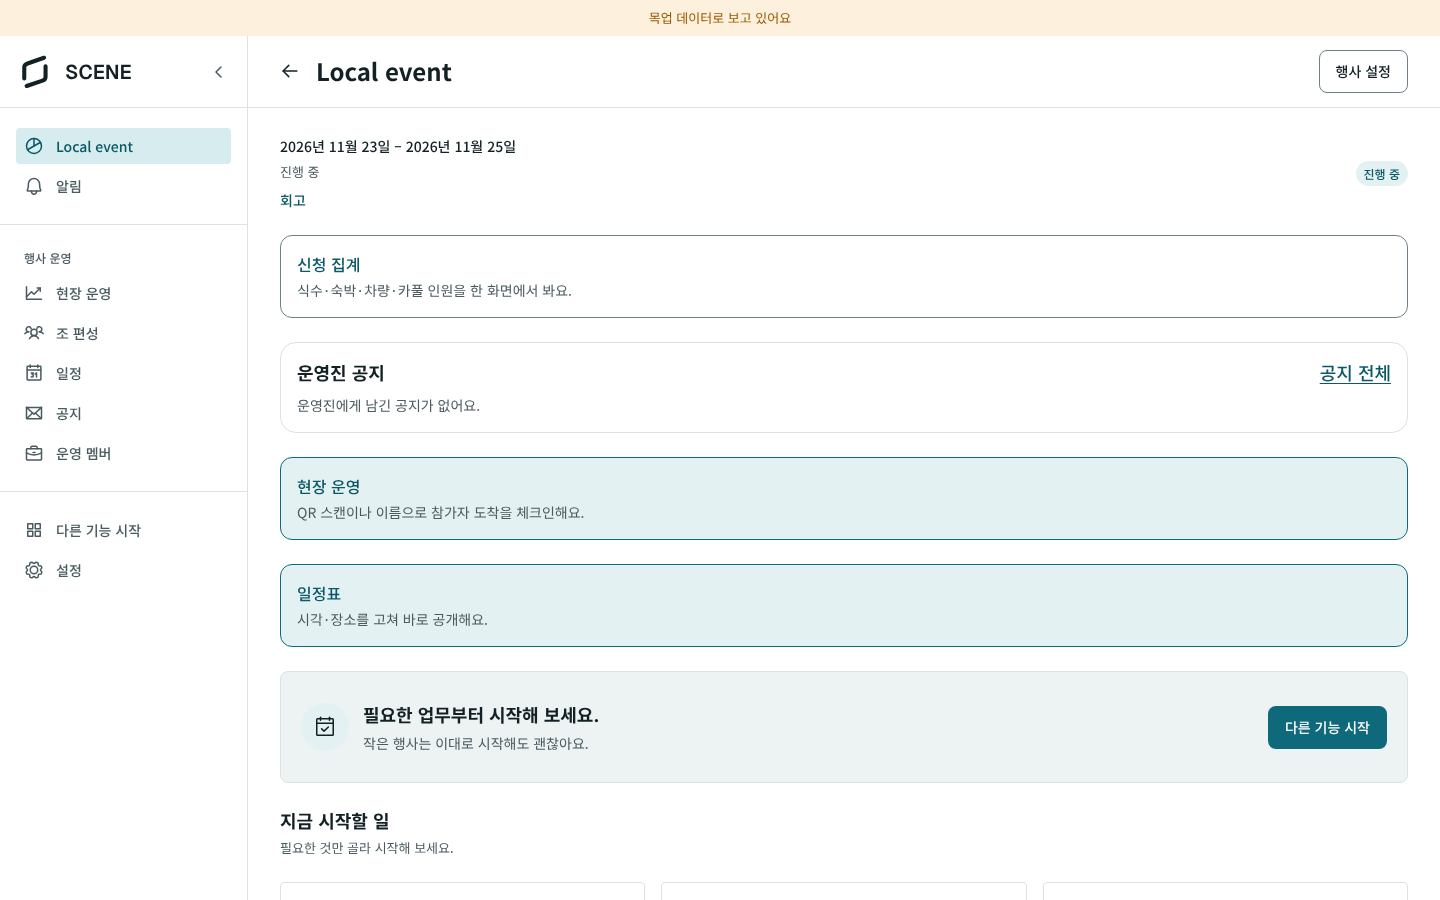 목업 데이터로 보고 있어요
SCENE
Local event
행사 설정
Local event
알림
행사 운영
현장 운영
조 편성
31
일정
공지
운영 멤버
다른 기능 시작
설정
2026년 11월 23일 – 2026년 11월 25일
진행 중
진행 중
회고
신청 집계
식수·숙박·차량·카풀 인원을 한 화면에서 봐요.
운영진 공지
공지 전체
운영진에게 남긴 공지가 없어요.
현장 운영
QR 스캔이나 이름으로 참가자 도착을 체크인해요.
일정표
시각·장소를 고쳐 바로 공개해요.
필요한 업무부터 시작해 보세요.
작은 행사는 이대로 시작해도 괜찮아요.
다른 기능 시작
지금 시작할 일
필요한 것만 골라 시작해 보세요.